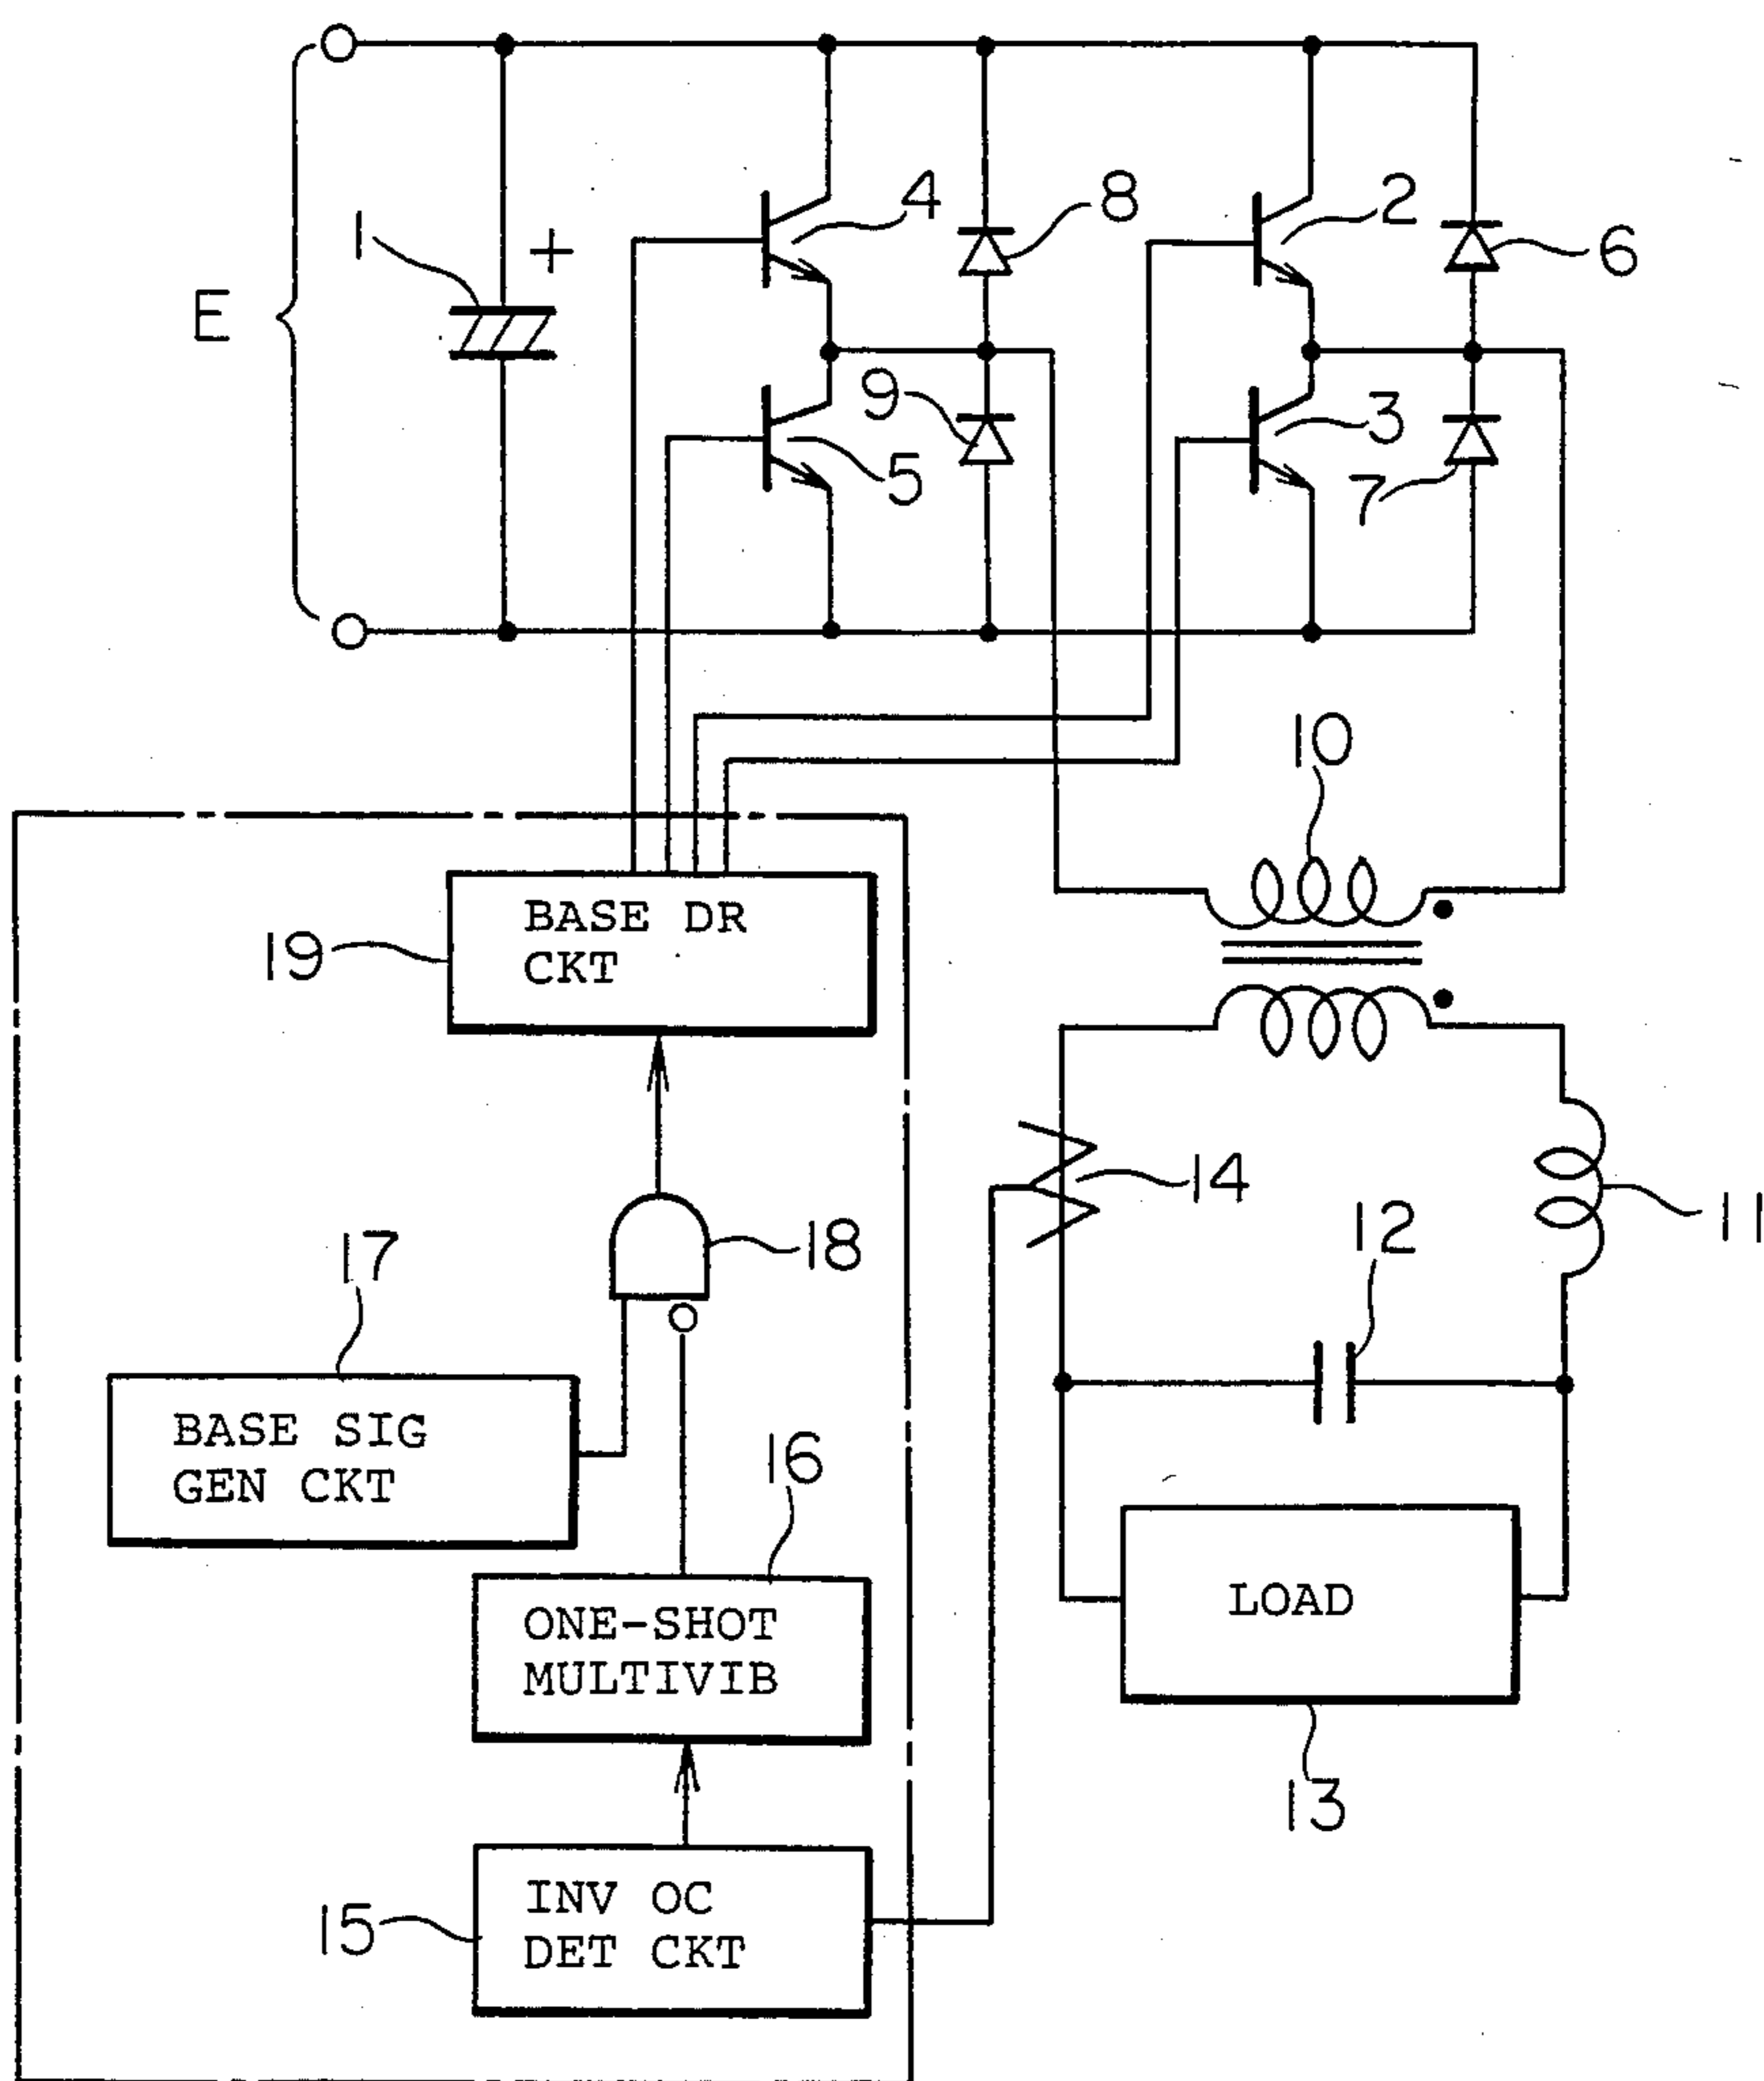 4
8
2
6
1
+
E
9
5
3
7
10
BASE DR
CKT
19
14
12
11
18
17
BASE SIG
GEN CKT
16
ONE-SHOT
MULTIVIB
LOAD
13
INV OC
DET CKT
15